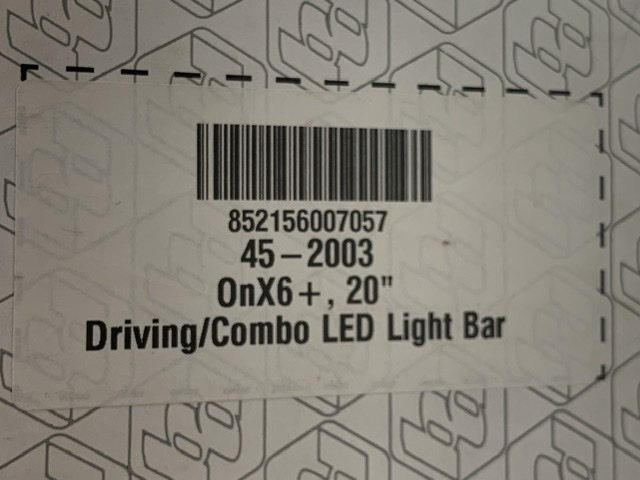 852156007057
45-2003
OnX6+, 20"
Driving/Combo LED Light Bar